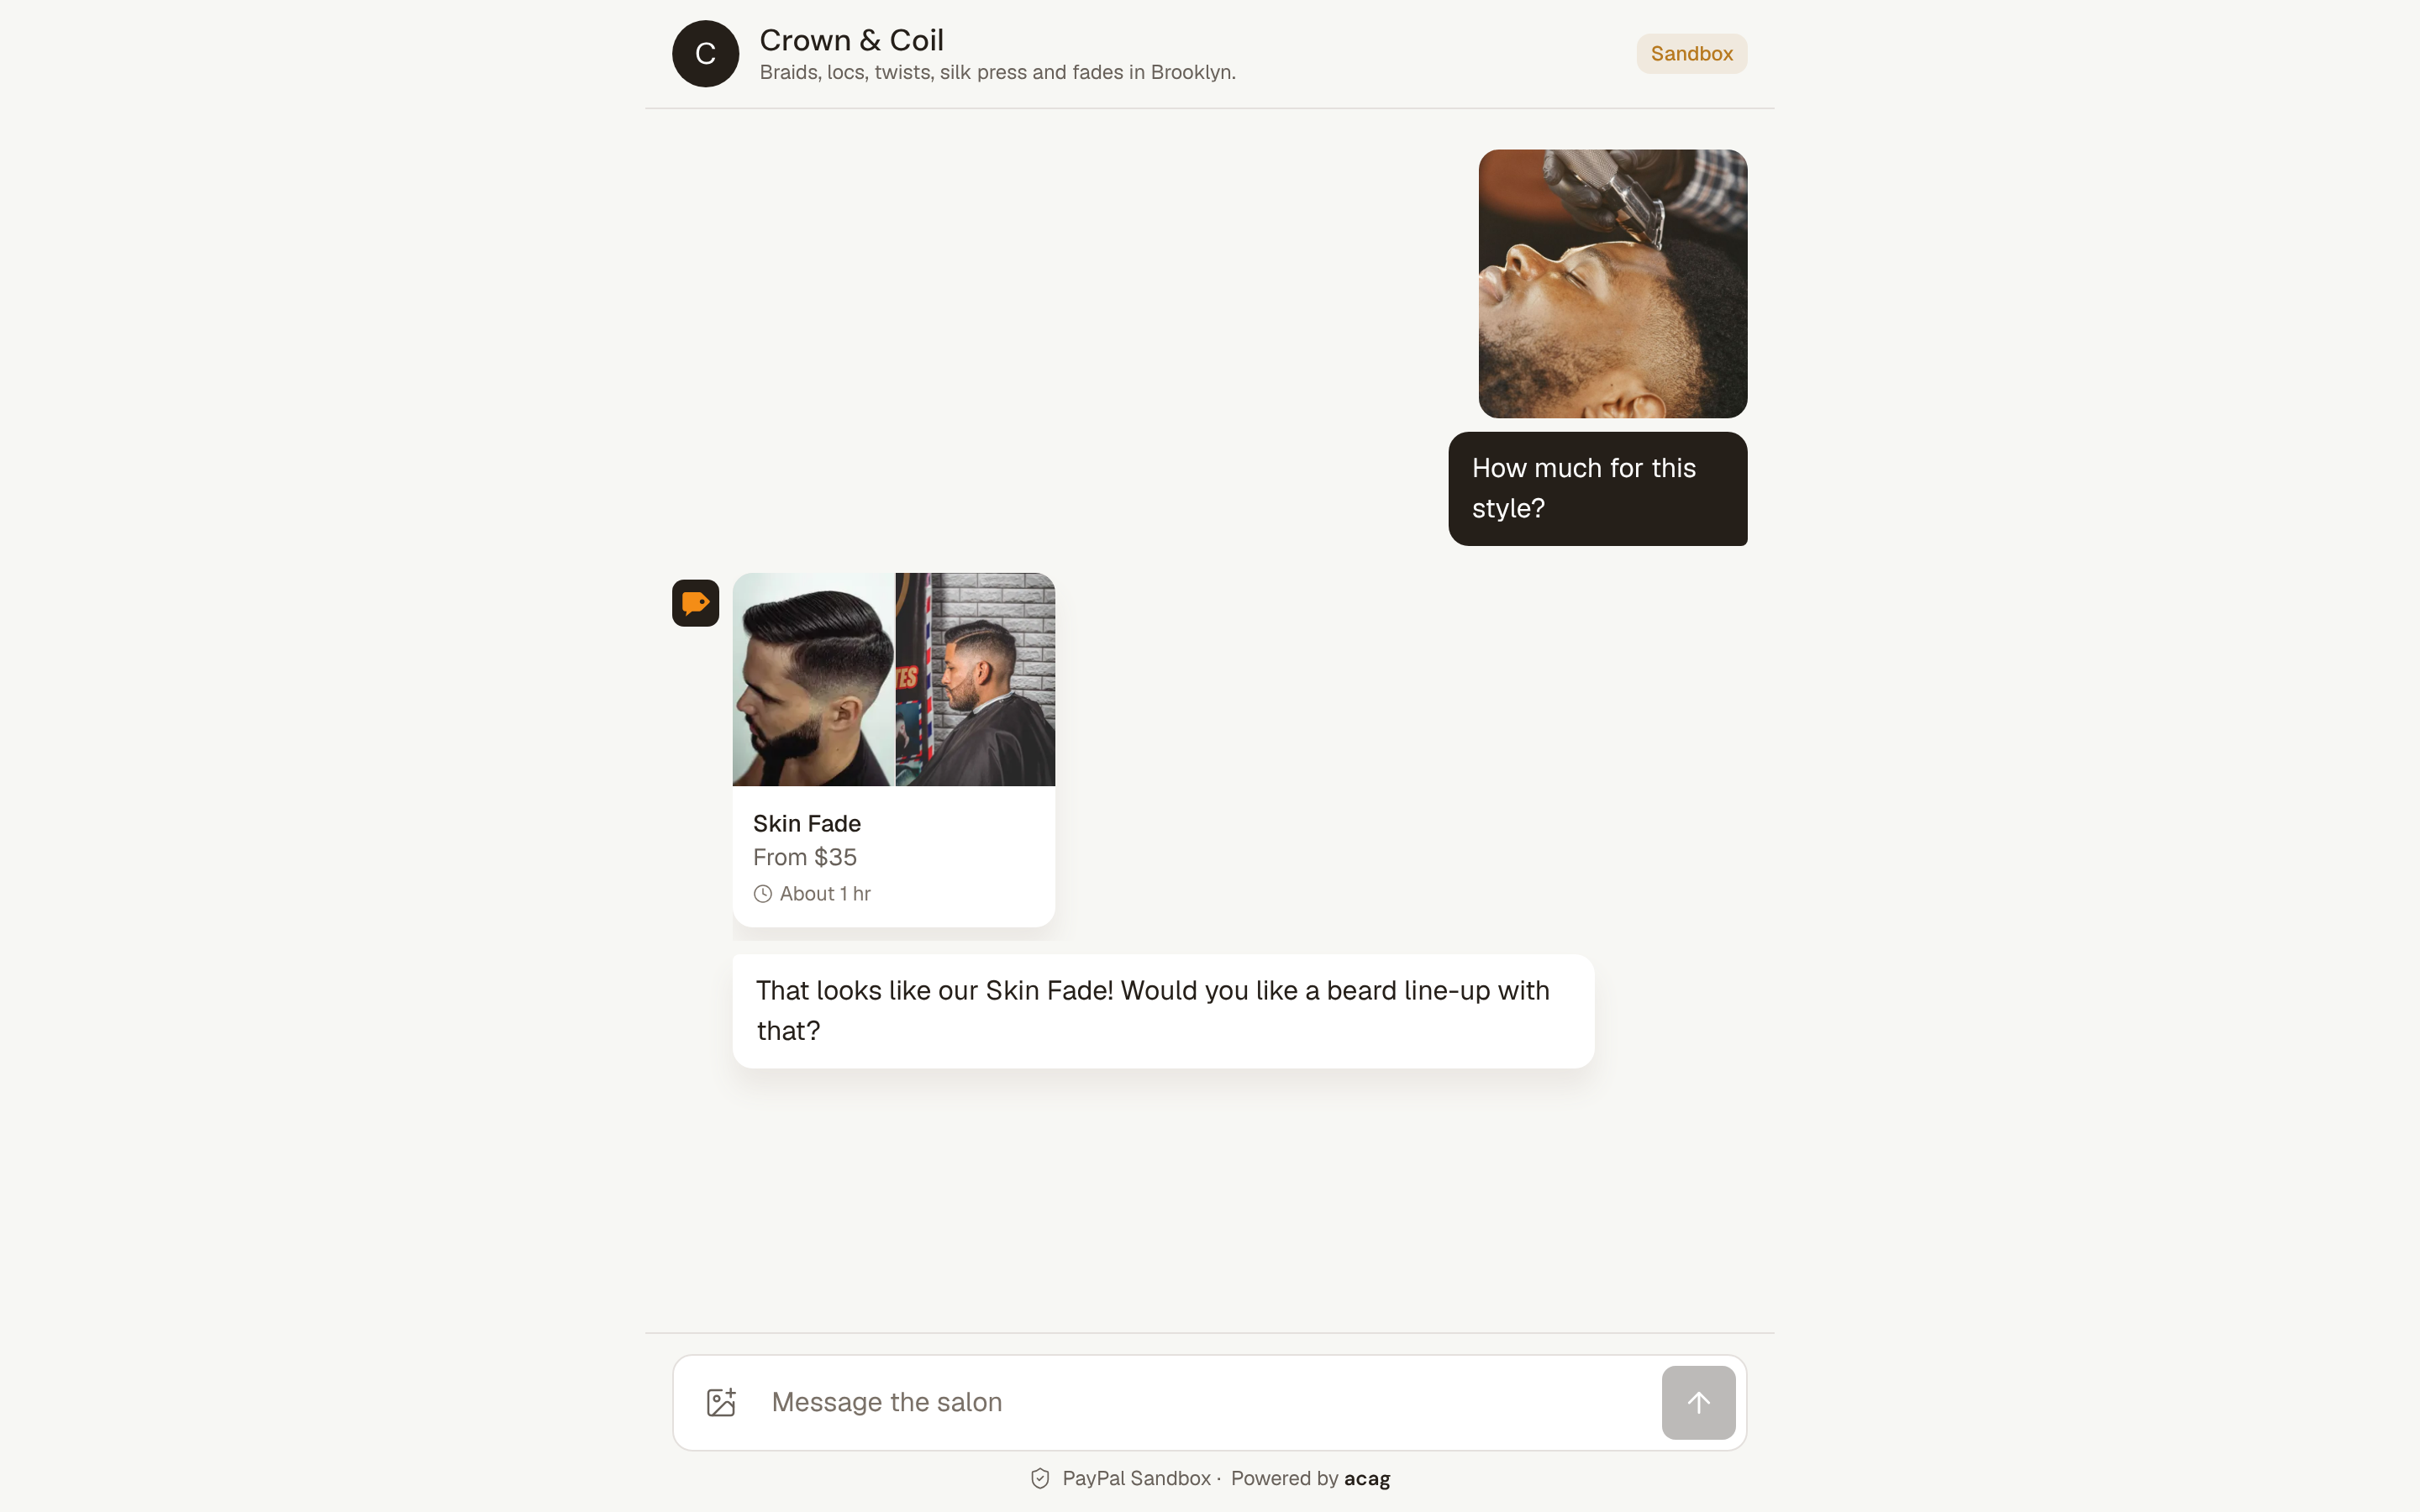 C
Crown & Coil
Braids, locs, twists, silk press and fades in Brooklyn.
Sandbox
How much for this
style?
TES
Skin Fade
From $35
About 1 hr
That looks like our Skin Fade! Would you like a beard line-up with
that?
Message the salon
PayPal Sandbox · Powered by acag